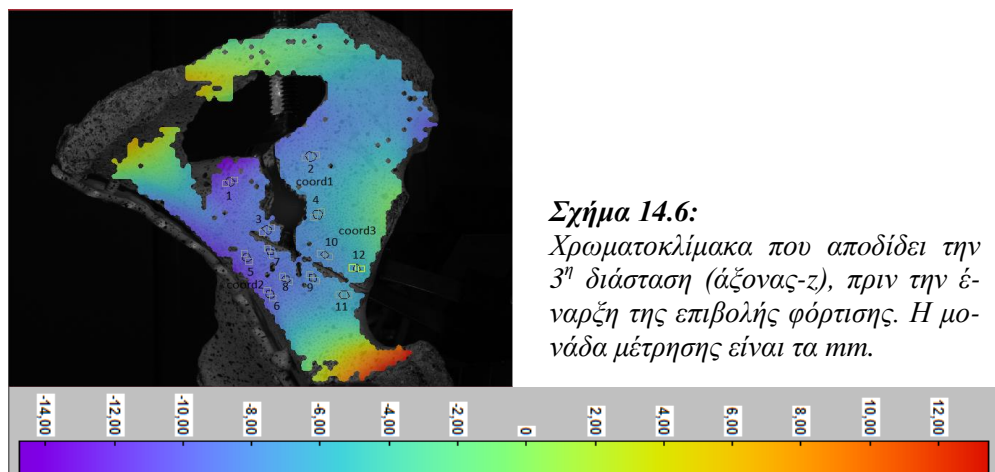 2
coord1
1
4
3
coord3
10
7
12
5
coord2
8
9
6
11
Σχήμα 14.6:
Χρωματοκλίμακα που αποδίδει την
3η διάσταση (άξονας-z), πριν την έ-
ναρξη της επιβολής φόρτισης. Η μο-
νάδα μέτρησης είναι τα mm.
-14,00 -12,00 -10,00 -8,00 -6,00 -4,00 -2,00 0 2,00 4,00 6,00 8,00 10,00 12,00